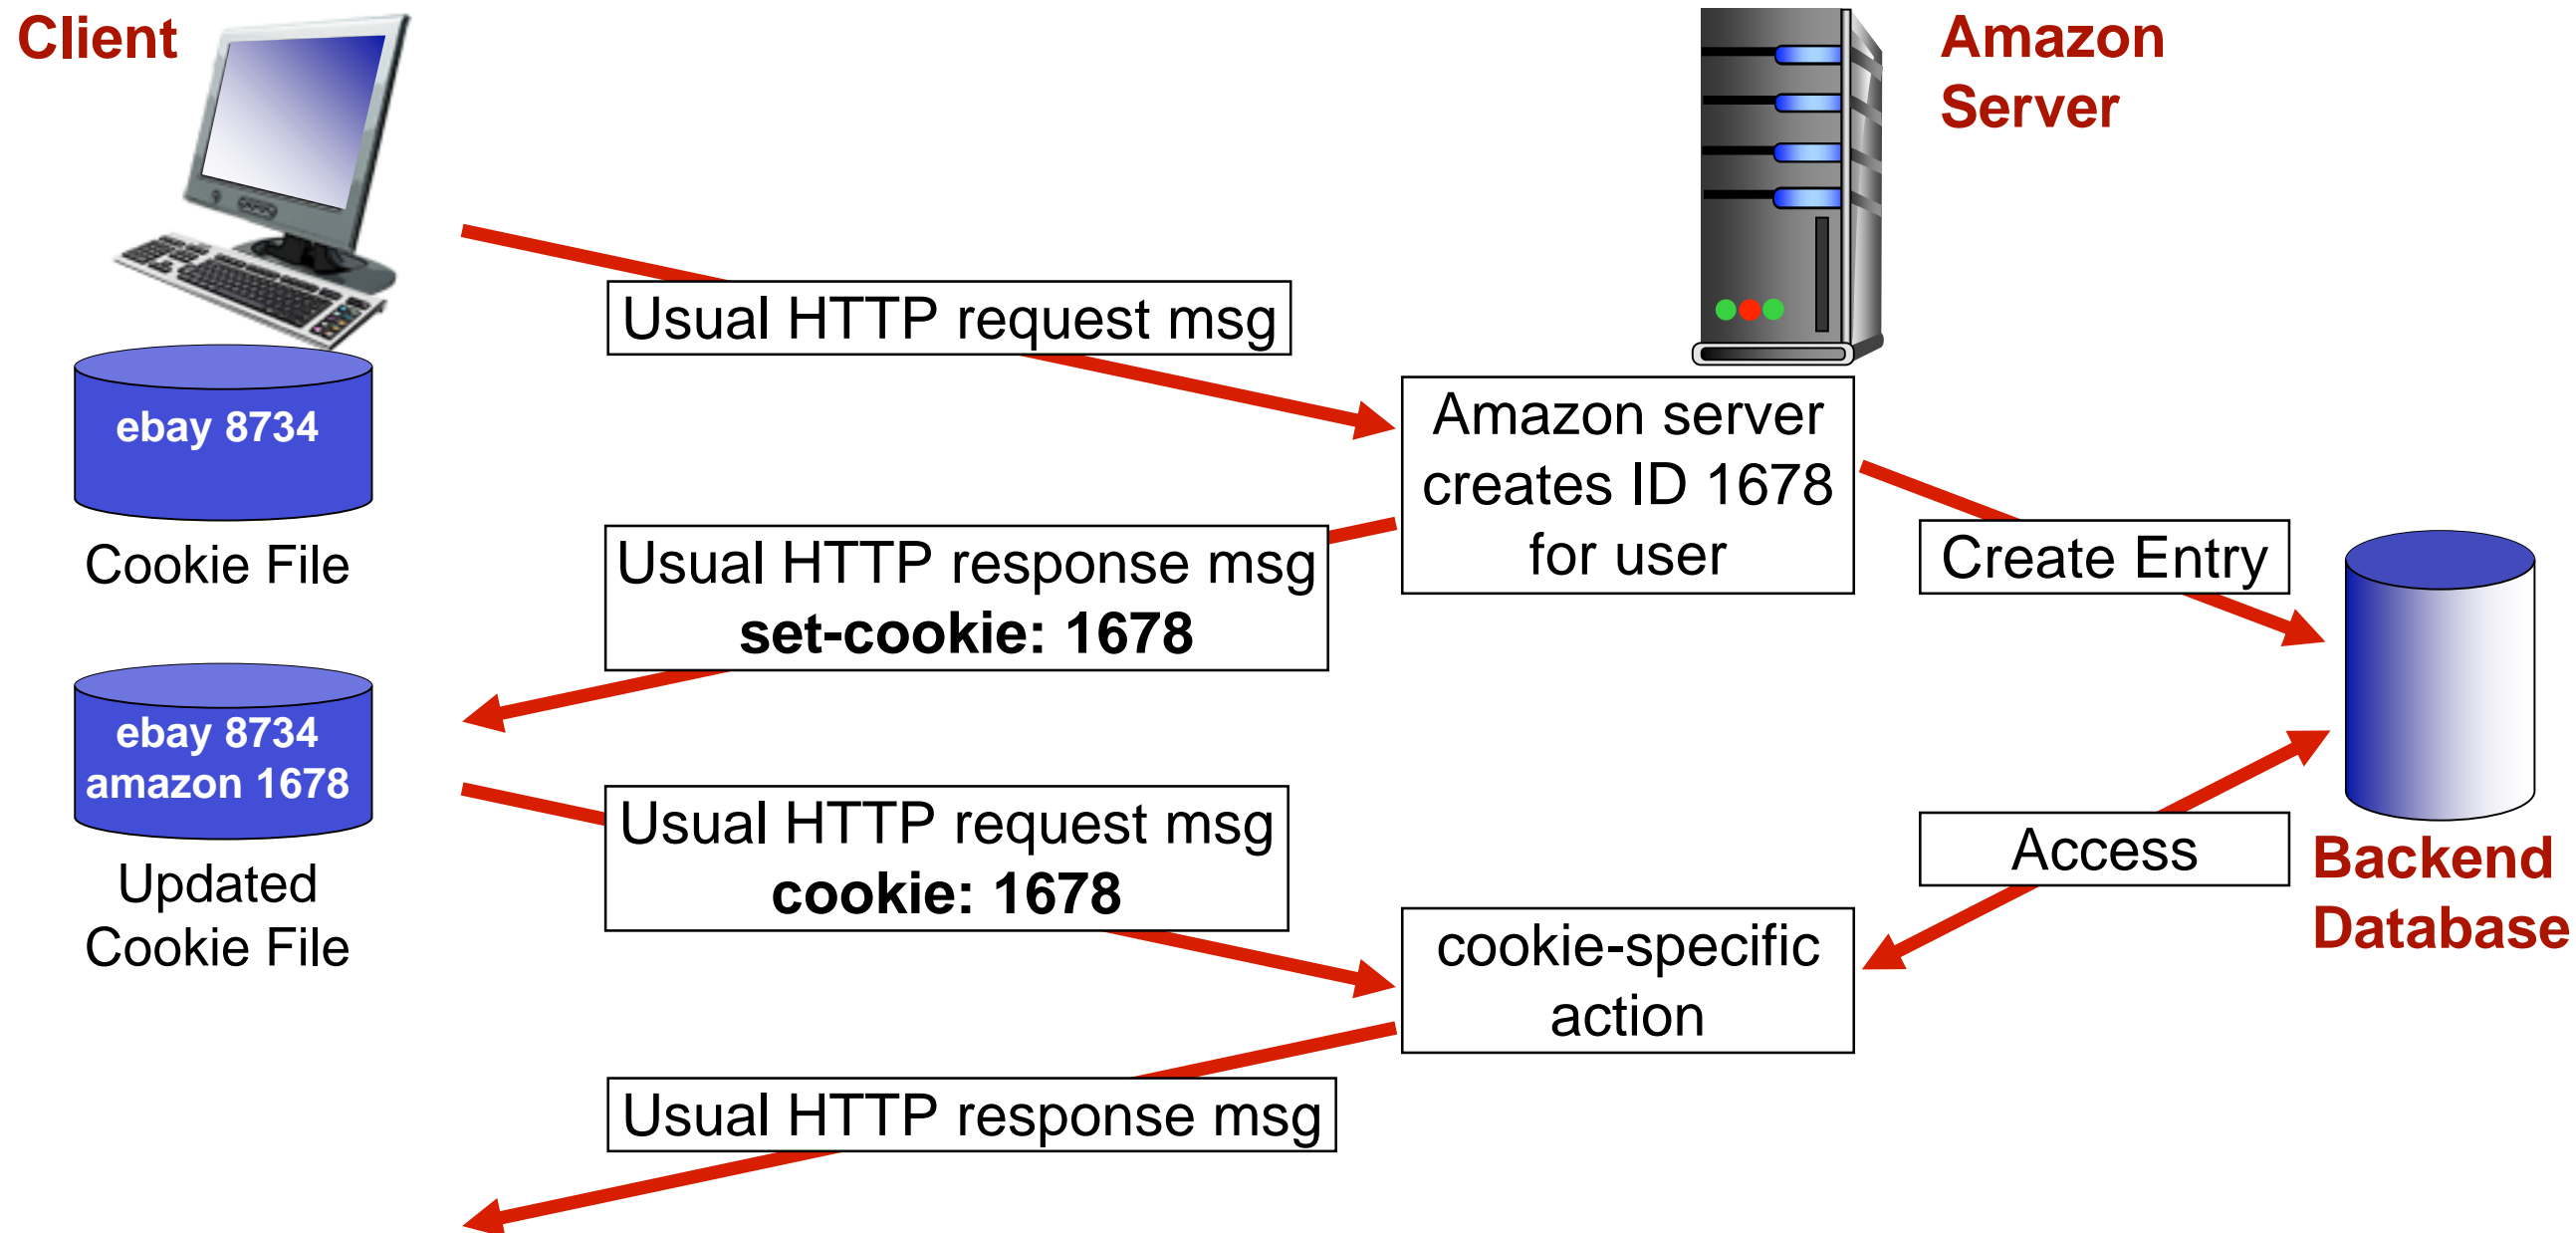 Client
Amazon
Server
Usual HTTP request msg
ebay 8734
Cookie File
Amazon server
creates ID 1678
for user
Create Entry
Usual HTTP response msg
set-cookie: 1678
ebay 8734
amazon 1678
Updated
Cookie File
Usual HTTP request msg
cookie: 1678
Access
Backend
Database
cookie-specific
action
Usual HTTP response msg